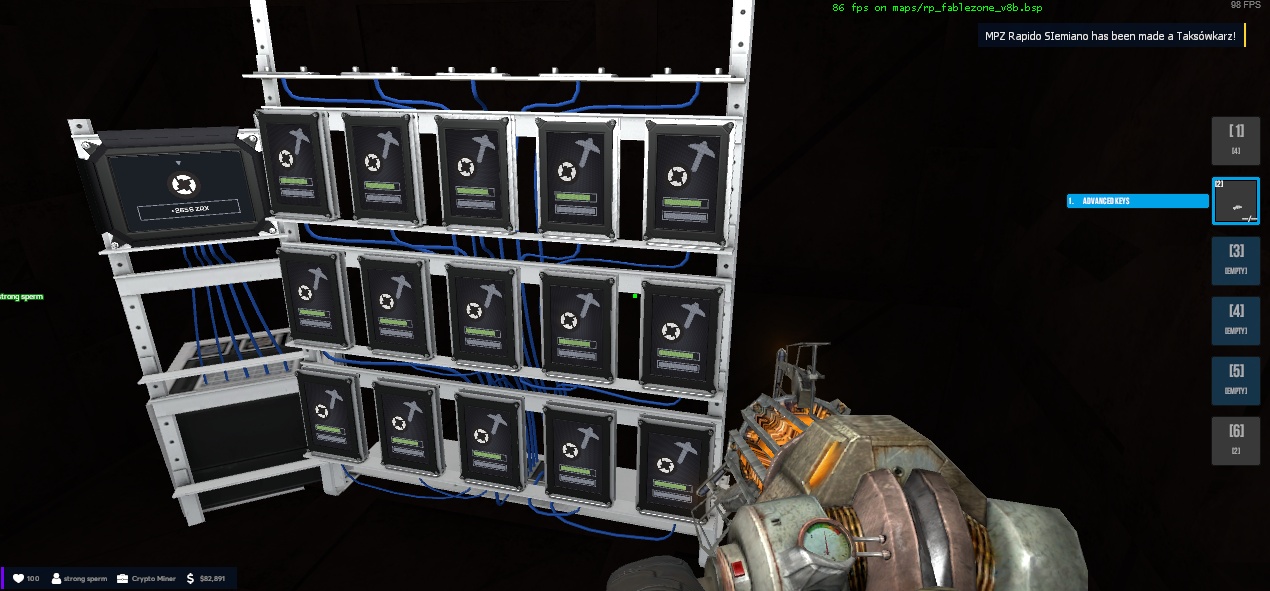 86 fps on maps/rp_fablezone_v8b.bsp
98 FPS
MPZ Rapido SIemiano has been made a Taksówkarz!
[1]
[4]
[2]
1. ADVANCED KEYS
[3]
[EMPTY]
[4]
[EMPTY]
[5]
[EMPTY]
[6]
[2]
+2656 ZRX
strong sperm
100 strong sperm Crypto Miner $ $82,891